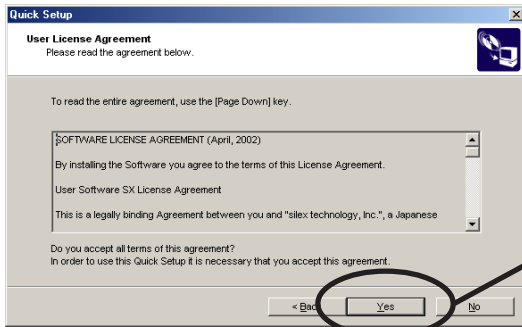 Quick Setup
User License Agreement
Please read the agreement below.
To read the entire agreement, use the [Page Down] key.
SOFTWARE LICENSE AGREEMENT (April, 2002)
By installing the Software you agree to the terms of this License Agreement.
User Software SX License Agreement
This is a legally binding Agreement between you and "silex technology, Inc.", a Japanese
Do you accept all terms of this agreement?
In order to use this Quick Setup it is necessary that you accept this agreement.
< Back Yes No